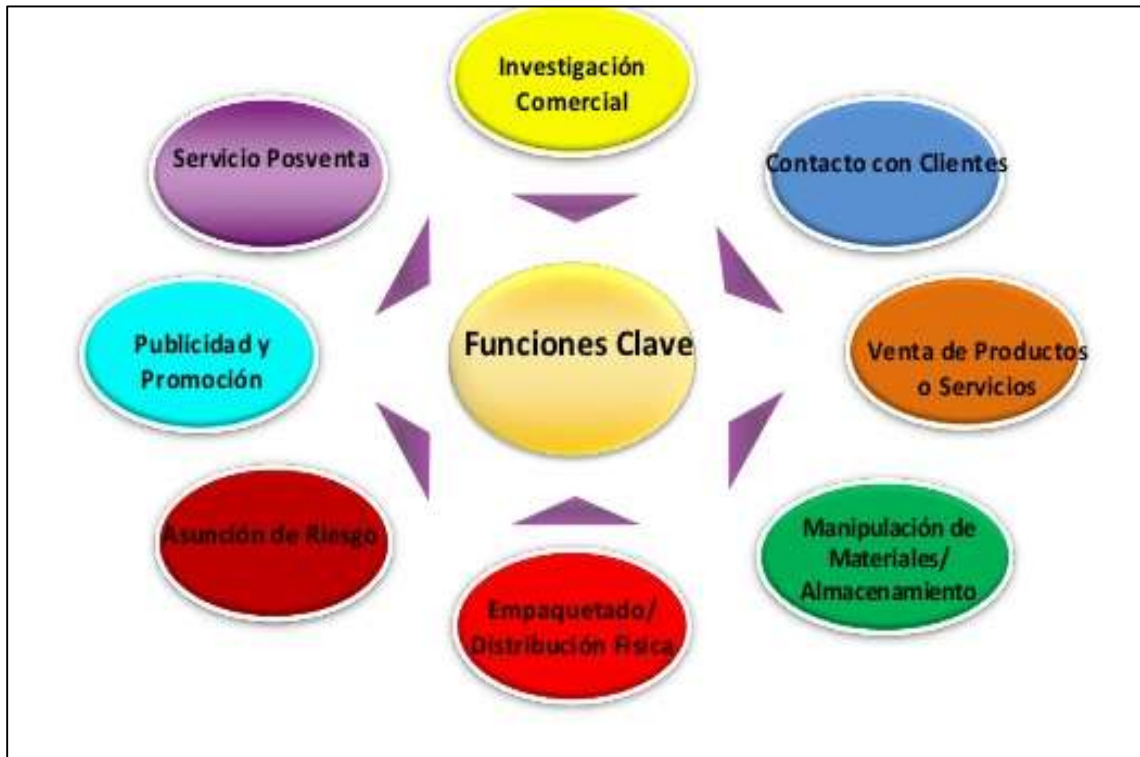 Investigación
Comercial
Contacto con Clientes
Venta de Productos
o Servicios
Manipulación de
Materiales/
Almacenamiento
Empaquetado/
Distribución Física
Asunción de Riesgo
Publicidad y
Promoción
Servicio Posventa
Funciones Clave